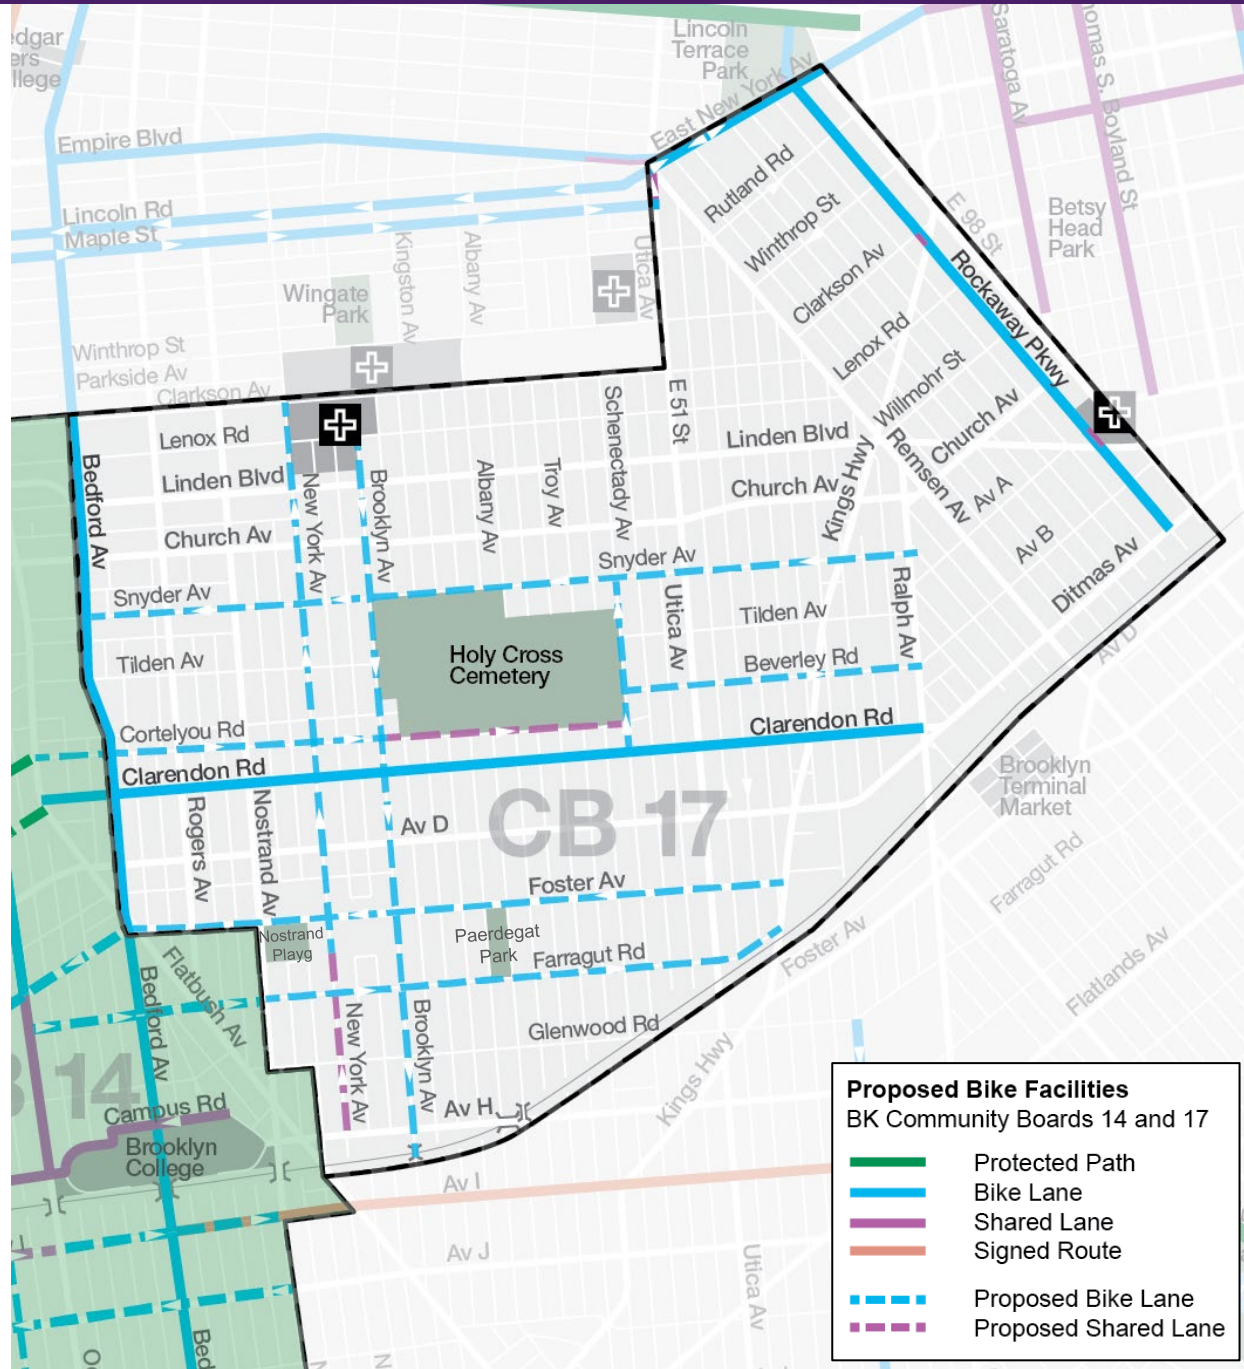 Lincoln
Terrace
Park
Saratoga Av
homas S. Boyland St
edgar
ers
llege
East New York Av
Empire Blvd
Rutland Rd
Lincoln Rd
Maple St
Winthrop St
E 98 St
Betsy
Head
Park
Kingston Av
Albany Av
Utica Av
Clarkson Av
Rockaway Pkwy
Wingate
Park
Lenox Rd
Winthrop St
Parkside Av
Clarkson Av
Willmohr St
Schenectady Av
E 51 St
Church Av
Lenox Rd
Linden Blvd
Kings Hwy
Remsen Av
Bedford Av
Linden Blvd
New York Av
Brooklyn Av
Albany Av
Troy Av
Church Av
Av A
Church Av
Av B
Snyder Av
Ditmas Av
Snyder Av
Utica Av
Tilden Av
Ralph Av
Tilden Av
Holy Cross
Cemetery
Beverley Rd
Av D
Cortelyou Rd
Clarendon Rd
Clarendon Rd
Brooklyn
Terminal
Market
Rogers Av
Nostrand Av
Av D
CB 17
Farragut Rd
Foster Av
Nostrand
Playg
Paerdegat
Park
Farragut Rd
Foster Av
Flatlands Av
Flatbush Av
Bedford Av
New York Av
Brooklyn Av
Glenwood Rd
Kings Hwy
14
Campus Rd
Av H
Brooklyn
College
Av I
Av J
Utica Av
Bed
Proposed Bike Facilities
BK Community Boards 14 and 17
Protected Path
Bike Lane
Shared Lane
Signed Route
Proposed Bike Lane
Proposed Shared Lane